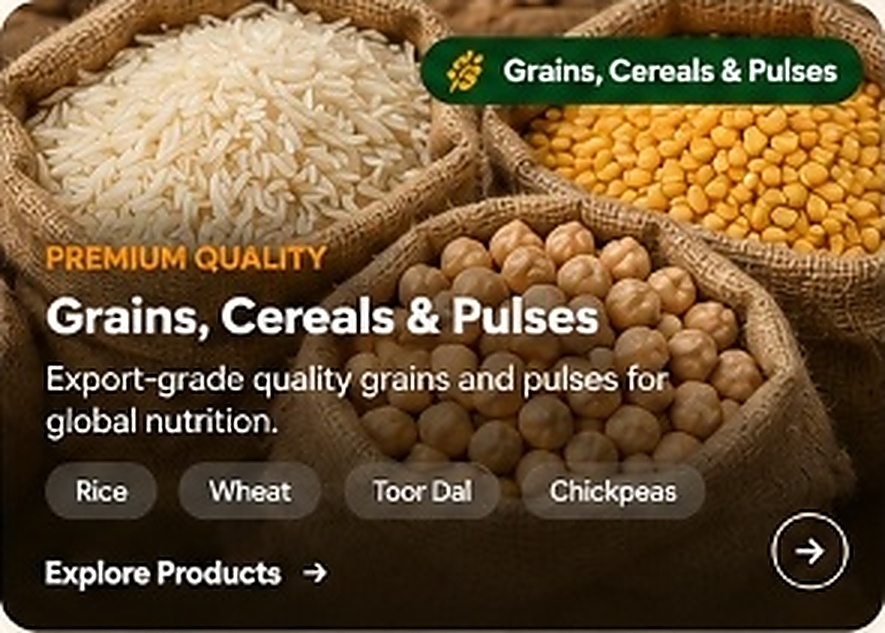 Grains, Cereals & Pulses
PREMIUM QUALITY
Grains, Cereals & Pulses
Export-grade quality grains and pulses for
global nutrition.
Rice
Wheat
Toor Dal
Chickpeas
Explore Products →